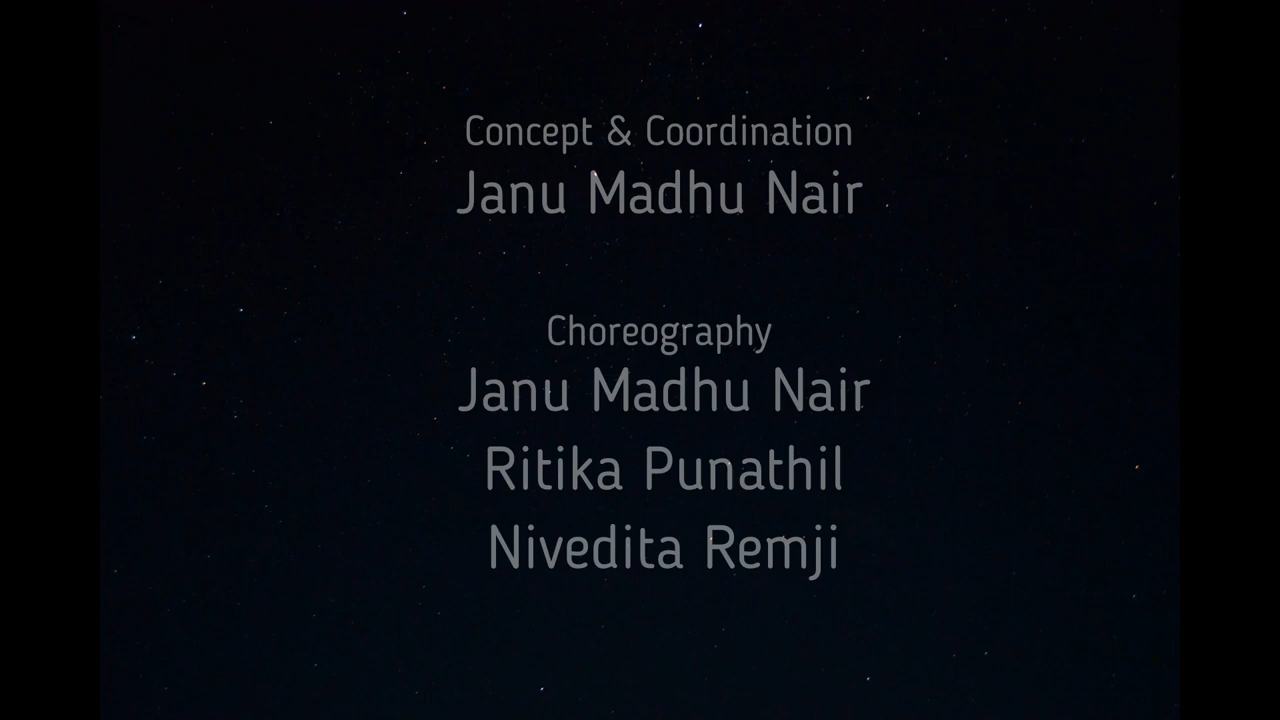 Concept & Coordination
Janu Madhu Nair
Choreography
Janu Madhu Nair
Ritika Punathil
Nivedita Remji